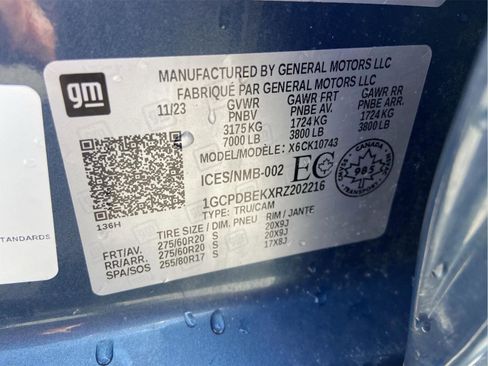 gm
MANUFACTURED BY GENERAL MOTORS LLC
FABRIQUÉ PAR GENERAL MOTORS LLC
11/23 GVWR GAWR FRT GAWR RR
PNBV PNBE AV. PNBE ARR.
3175 KG 1724 KG 1724 KG
7000 LB 3800 LB 3800 LB
MODEL/MODÈLE: X6CK10743
ICES/NMB-002 EC
CANADA
985
1GCPDBEKXRZ202216
TYPE: TRU/CAM
136H
TIRE SIZE / DIM. PNEU RIM / JANTE
FRT/AV. 275/60R20 S 20X9J
RR/ARR. 275/60R20 S 20X9J
SPA/SOS 255/80R17 S 17X8J
STANDARDS